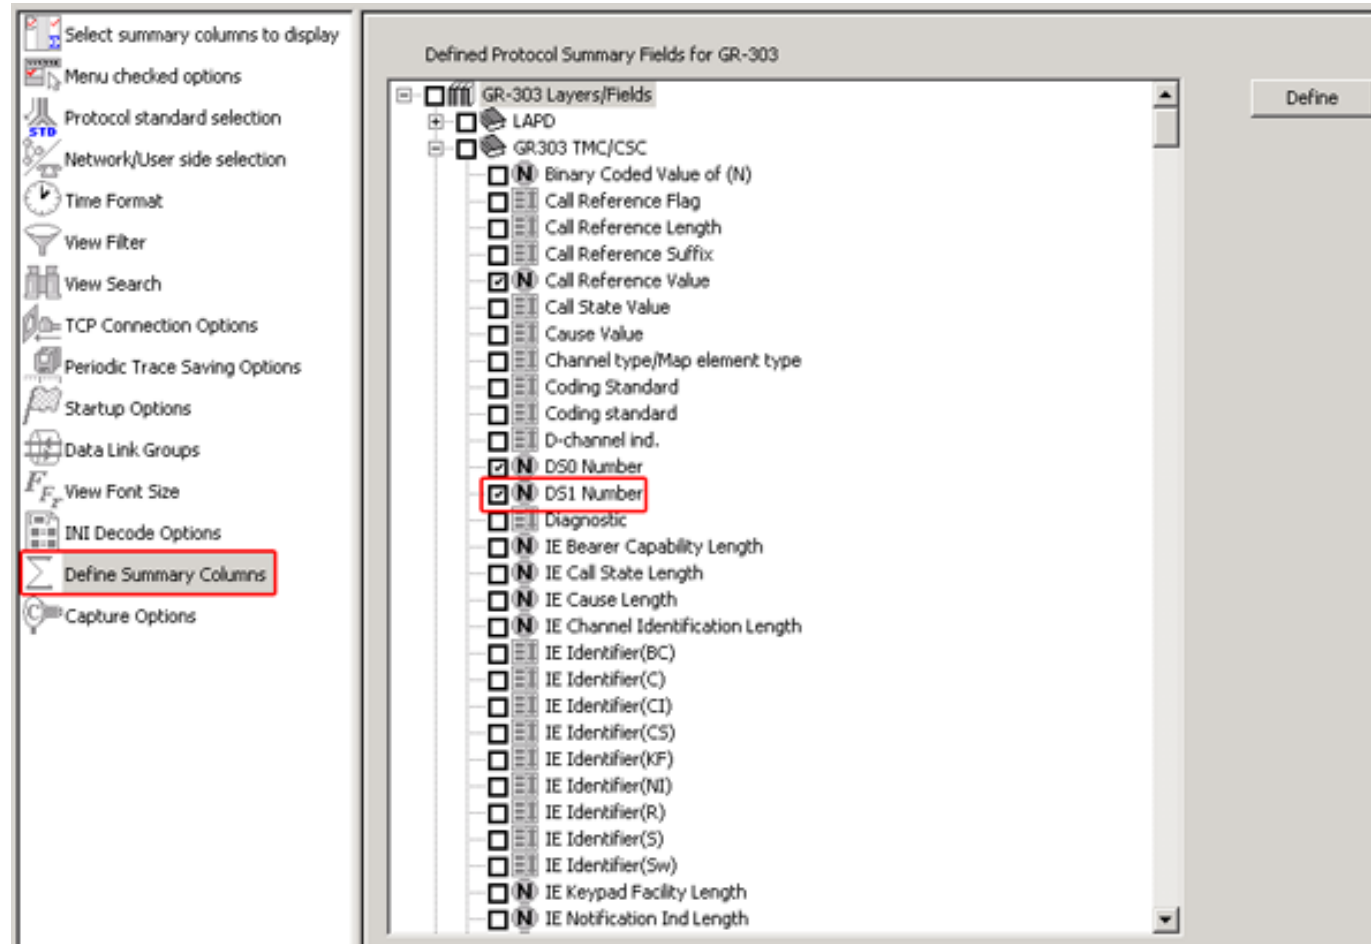 Select summary columns to display
Menu checked options
STD
Protocol standard selection
Network/User side selection
Time Format
View Filter
View Search
TCP Connection Options
Periodic Trace Saving Options
Startup Options
Data Link Groups
View Font Size
INI Decode Options
Define Summary Columns
Capture Options
Defined Protocol Summary Fields for GR-303
GR-303 Layers/Fields
LAPD
GR303 TMC/CSC
N Binary Coded Value of (N)
Call Reference Flag
Call Reference Length
Call Reference Suffix
N Call Reference Value
Call State Value
Cause Value
Channel type/Map element type
Coding Standard
Coding standard
D-channel ind.
N DS0 Number
N DS1 Number
Diagnostic
N IE Bearer Capability Length
N IE Call State Length
N IE Cause Length
N IE Channel Identification Length
IE Identifier(BC)
IE Identifier(C)
IE Identifier(CI)
IE Identifier(CS)
IE Identifier(KF)
IE Identifier(NI)
IE Identifier(R)
IE Identifier(S)
IE Identifier(Sw)
N IE Keypad Facility Length
N IE Notification Ind Length
Define